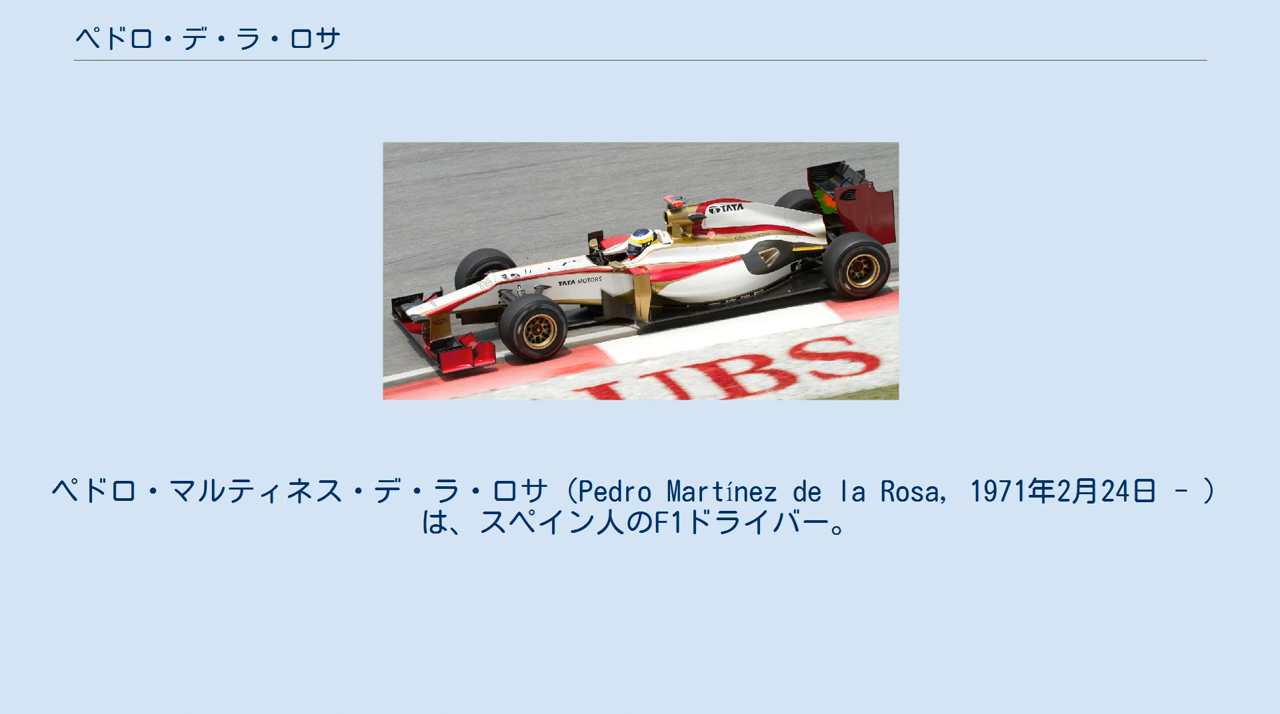 ペドロ・デ・ラ・ロサ
TATA
TATA MOTORS
UBS
ペドロ・マルティネス・デ・ラ・ロサ（Pedro Martínez de la Rosa, 1971年2月24日 - ）
は、スペイン人のF1ドライバー。